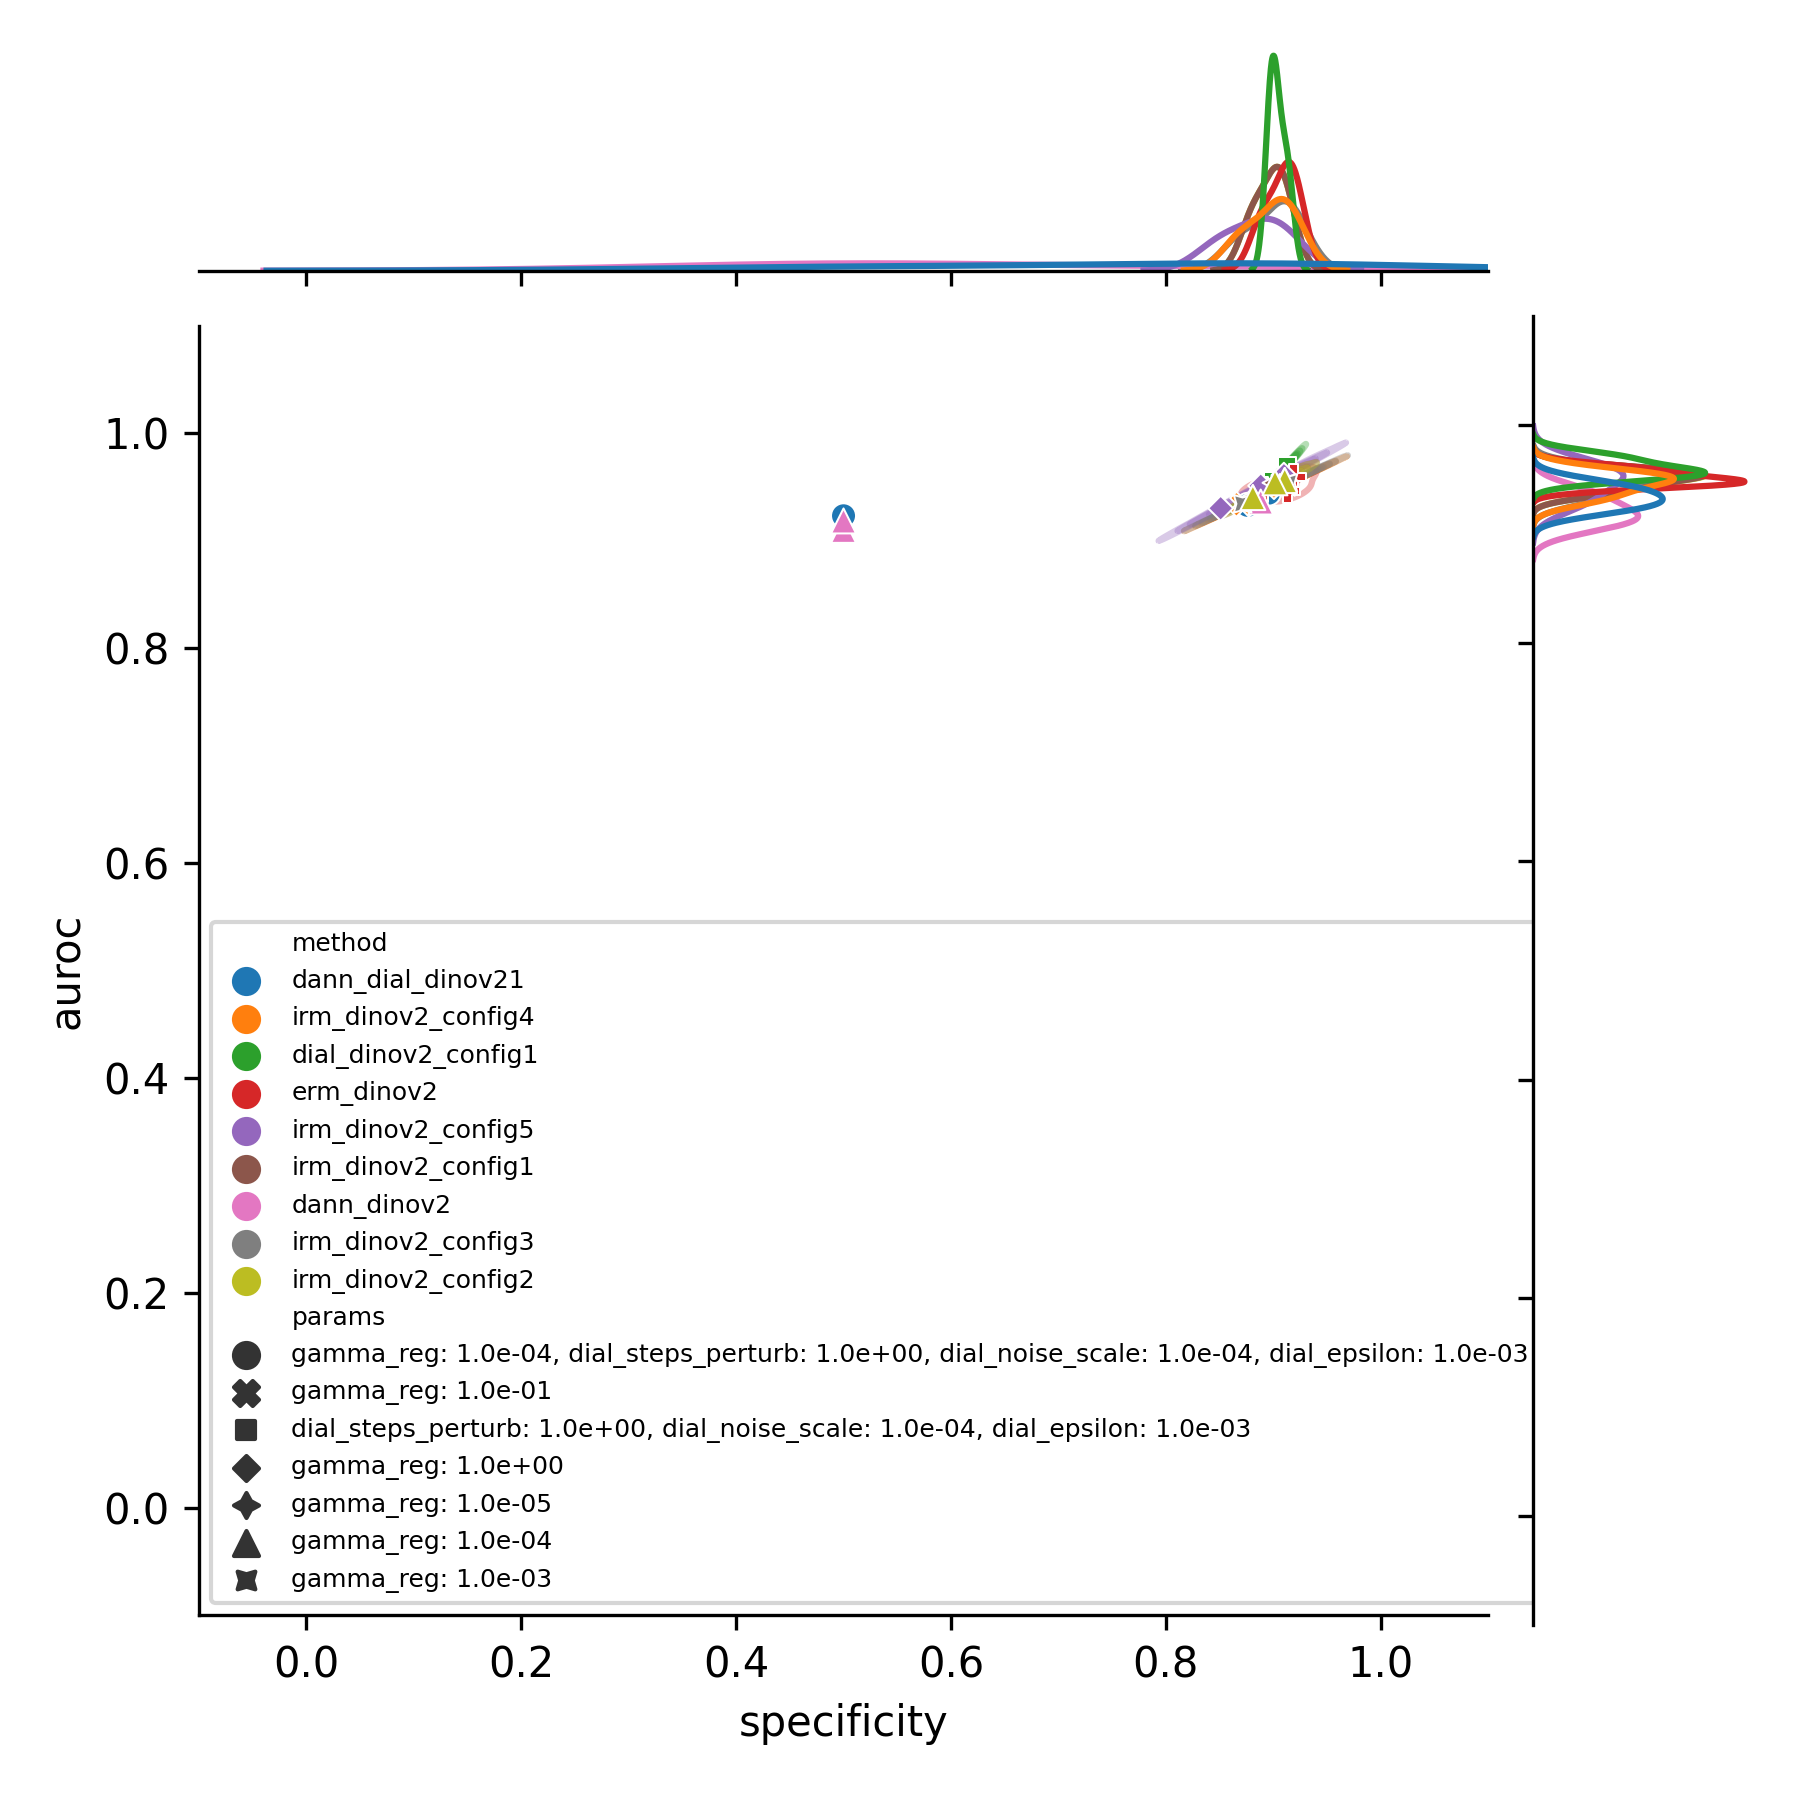 1.0
0.8
0.6
0.4
0.2
0.0
auroc
method
dann_dial_dinov21
irm_dinov2_config4
dial_dinov2_config1
erm_dinov2
irm_dinov2_config5
irm_dinov2_config1
dann_dinov2
irm_dinov2_config3
irm_dinov2_config2
params
gamma_reg: 1.0e-04, dial_steps_perturb: 1.0e+00, dial_noise_scale: 1.0e-04, dial_epsilon: 1.0e-03
gamma_reg: 1.0e-01
dial_steps_perturb: 1.0e+00, dial_noise_scale: 1.0e-04, dial_epsilon: 1.0e-03
gamma_reg: 1.0e+00
gamma_reg: 1.0e-05
gamma_reg: 1.0e-04
gamma_reg: 1.0e-03
0.0 0.2 0.4 0.6 0.8 1.0
specificity